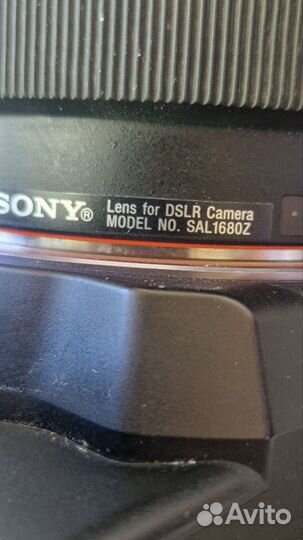 SONY®
Lens for DSLR Camera
MODEL NO. SAL1680Z
Avito